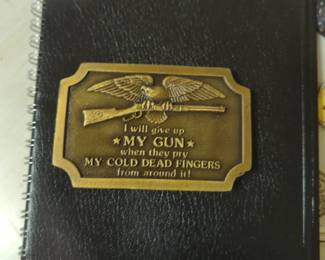 I will give up
★ MY GUN ★
when they pry
MY COLD DEAD FINGERS
from around it!